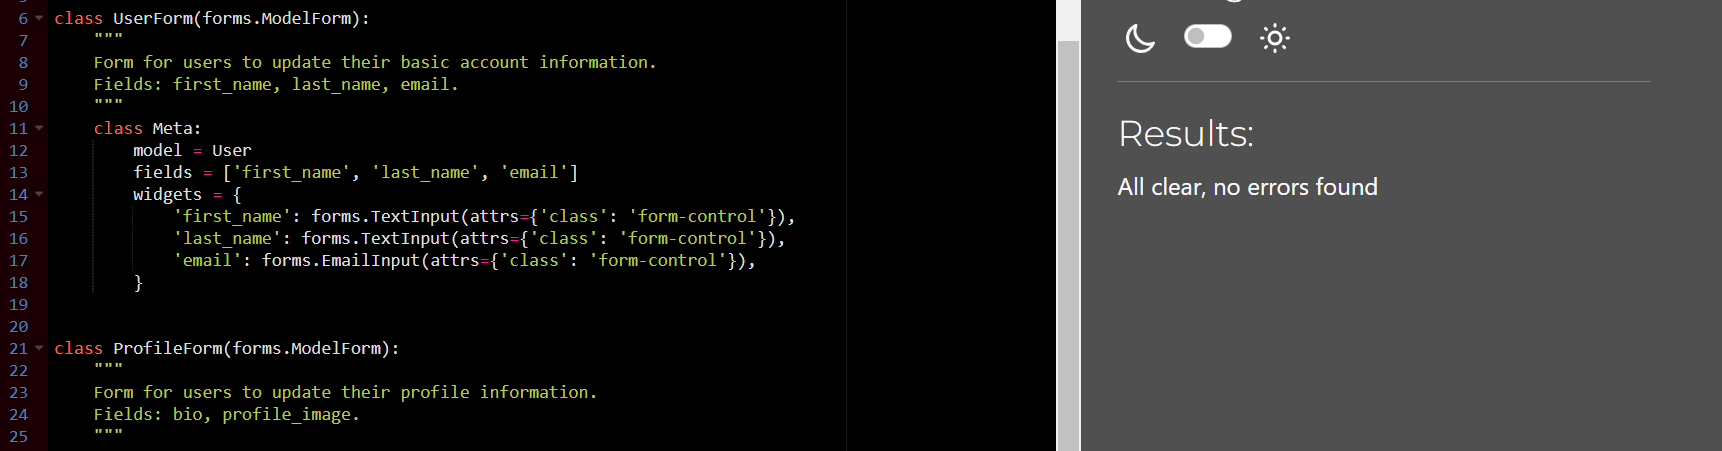 6 class UserForm(forms.ModelForm):
7     """
8     Form for users to update their basic account information.
9     Fields: first_name, last_name, email.
10     """
11     class Meta:
12         model = User
13         fields = ['first_name', 'last_name', 'email']
14         widgets = {
15             'first_name': forms.TextInput(attrs={'class': 'form-control'}),
16             'last_name': forms.TextInput(attrs={'class': 'form-control'}),
17             'email': forms.EmailInput(attrs={'class': 'form-control'}),
18         }
19
20
21 class ProfileForm(forms.ModelForm):
22     """
23     Form for users to update their profile information.
24     Fields: bio, profile_image.
25     """
Results:
All clear, no errors found